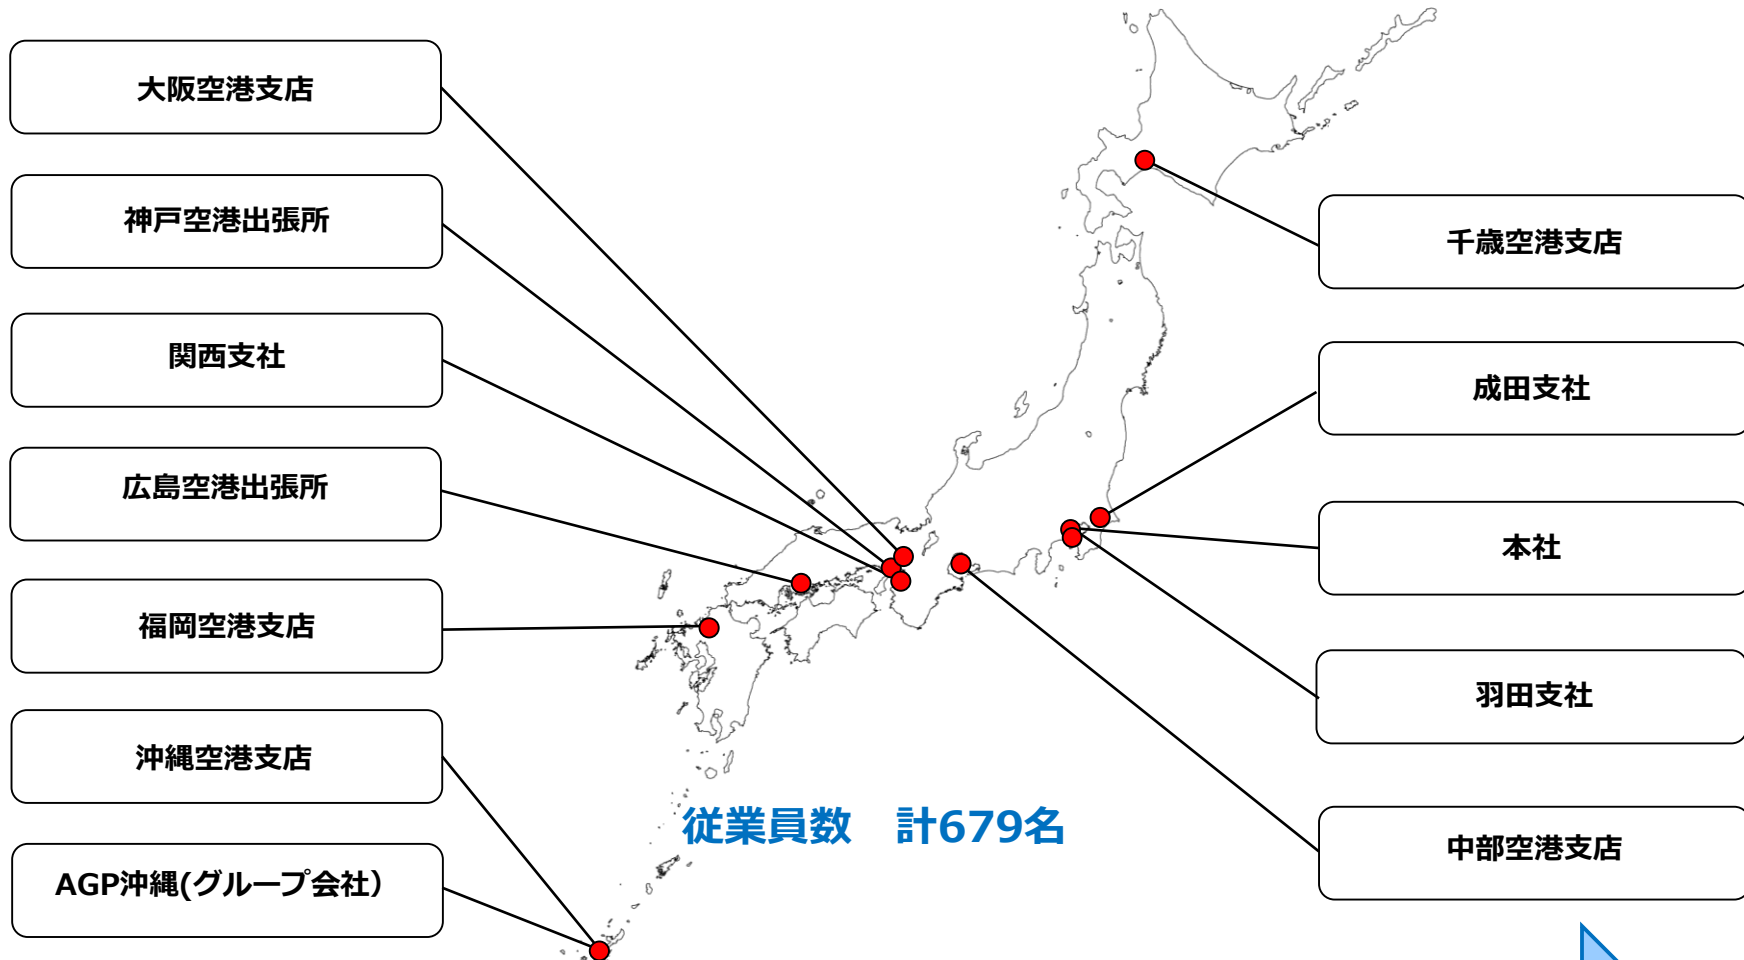 大阪空港支店
神戸空港出張所
関西支社
広島空港出張所
福岡空港支店
沖縄空港支店
AGP沖縄(グループ会社）
千歳空港支店
成田支社
本社
羽田支社
中部空港支店
従業員数　計679名